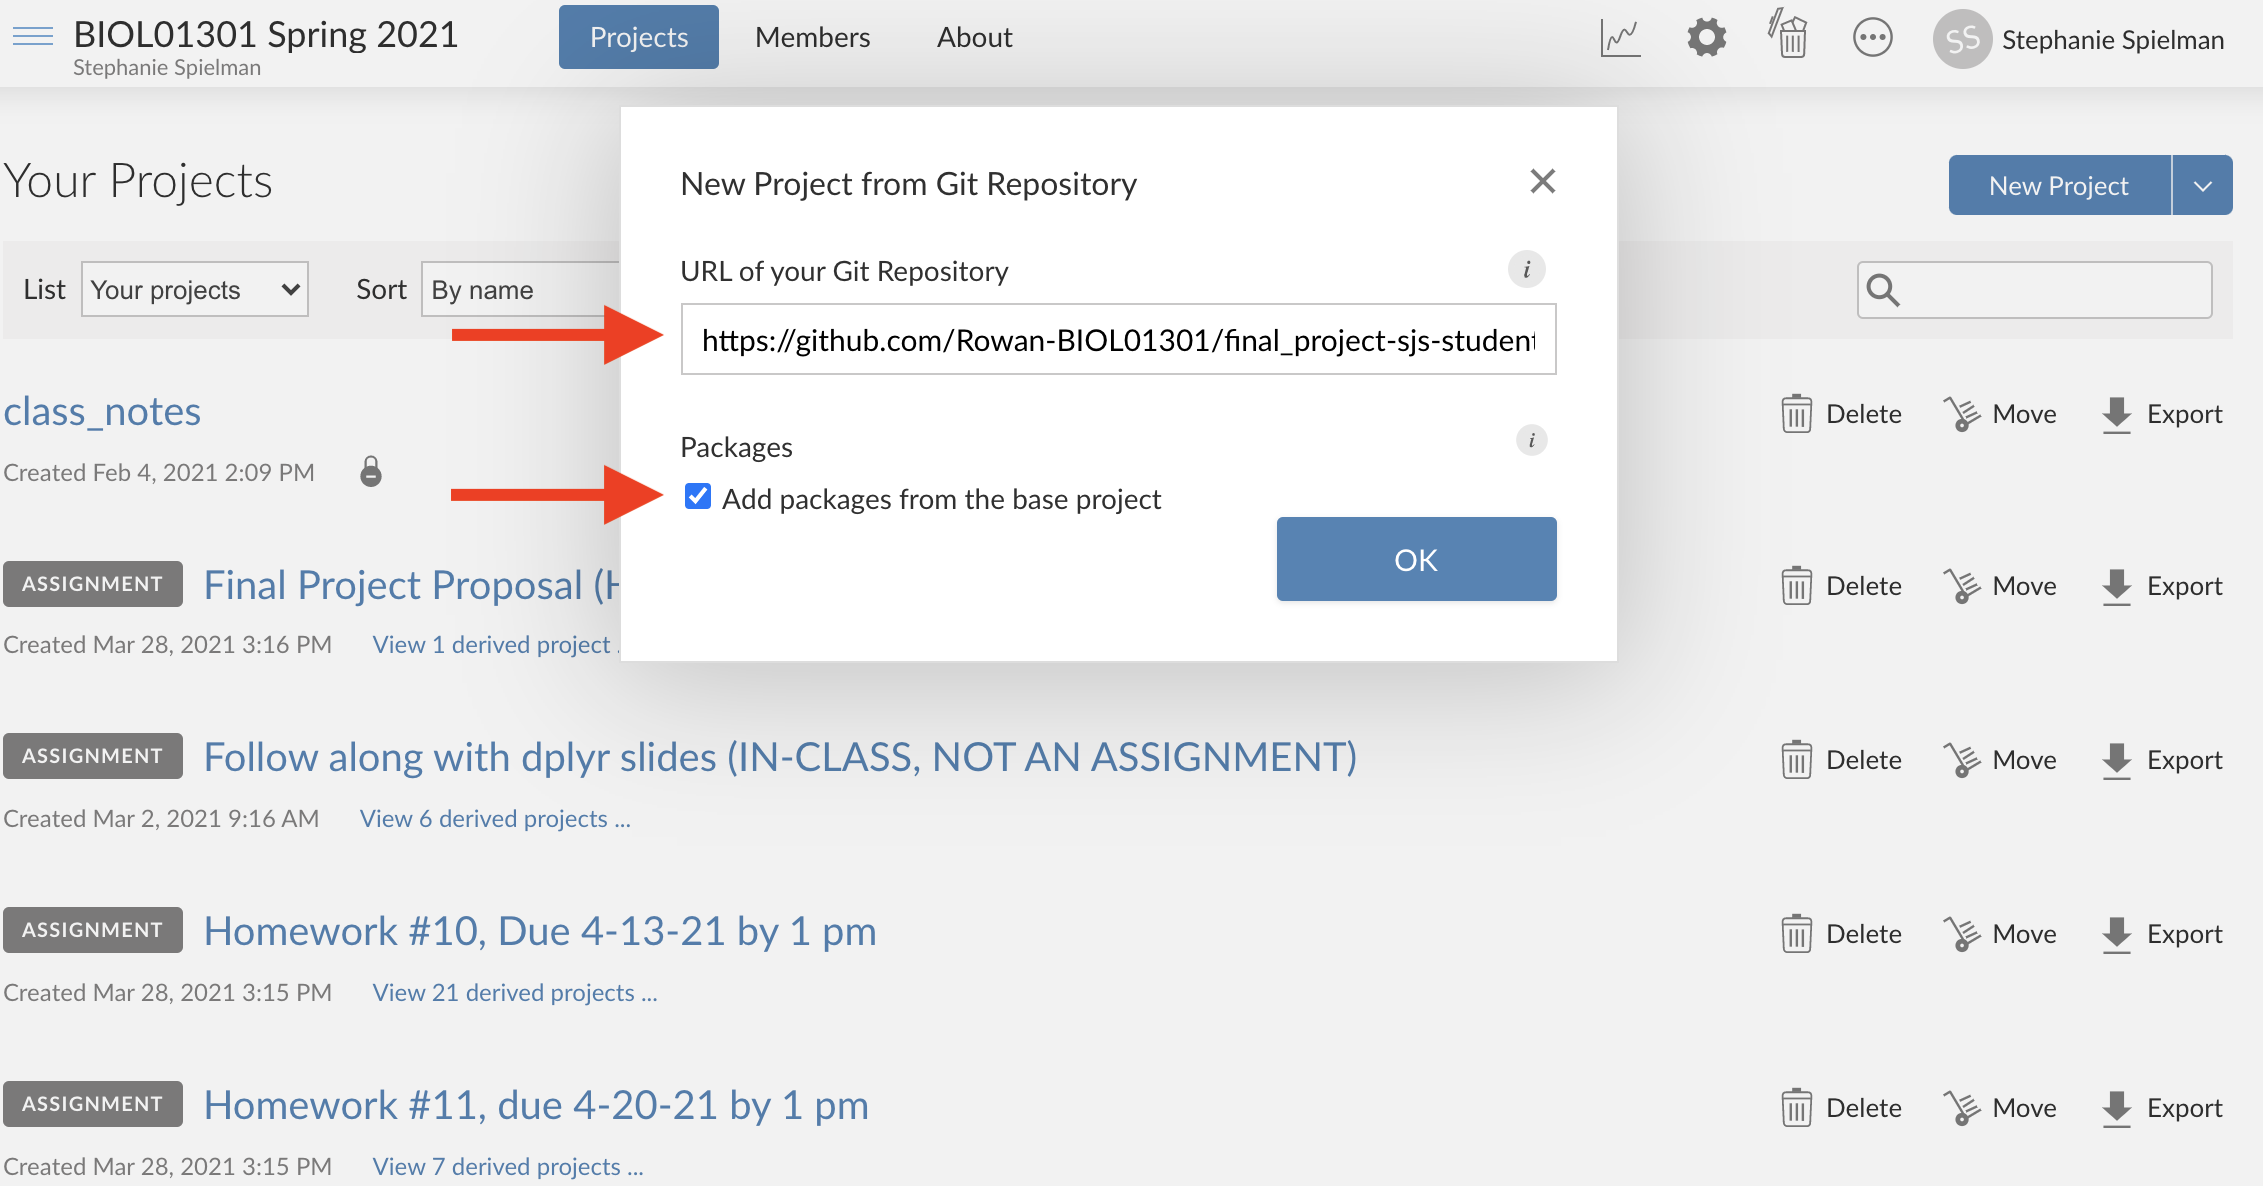 BIOL01301 Spring 2021
Stephanie Spielman
Projects
Members
About
SS
Stephanie Spielman
Your Projects
New Project
List
Your projects
Sort
By name
New Project from Git Repository
URL of your Git Repository
i
https://github.com/Rowan-BIOL01301/final_project-sjs-student
Packages
i
Add packages from the base project
OK
class_notes
Delete
Move
Export
Created Feb 4, 2021 2:09 PM
ASSIGNMENT
Final Project Proposal (
Delete
Move
Export
Created Mar 28, 2021 3:16 PM
View 1 derived project .
ASSIGNMENT
Follow along with dplyr slides (IN-CLASS, NOT AN ASSIGNMENT)
Delete
Move
Export
Created Mar 2, 2021 9:16 AM
View 6 derived projects ...
ASSIGNMENT
Homework #10, Due 4-13-21 by 1 pm
Delete
Move
Export
Created Mar 28, 2021 3:15 PM
View 21 derived projects ...
ASSIGNMENT
Homework #11, due 4-20-21 by 1 pm
Delete
Move
Export
Created Mar 28, 2021 3:15 PM
View 7 derived projects ...